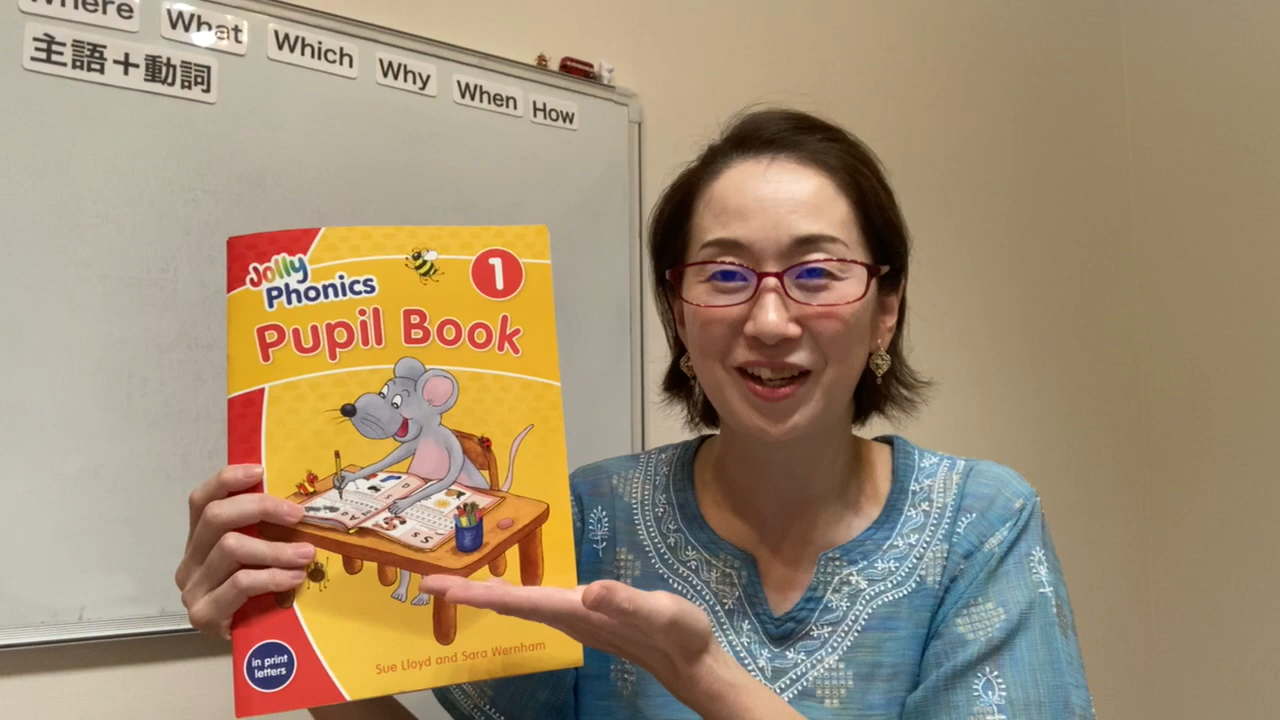 Where
What
Which
Why
When
How
主語＋動詞
Jolly
Phonics
1
Pupil Book
Sue Lloyd and Sara Wernham
in print
letters